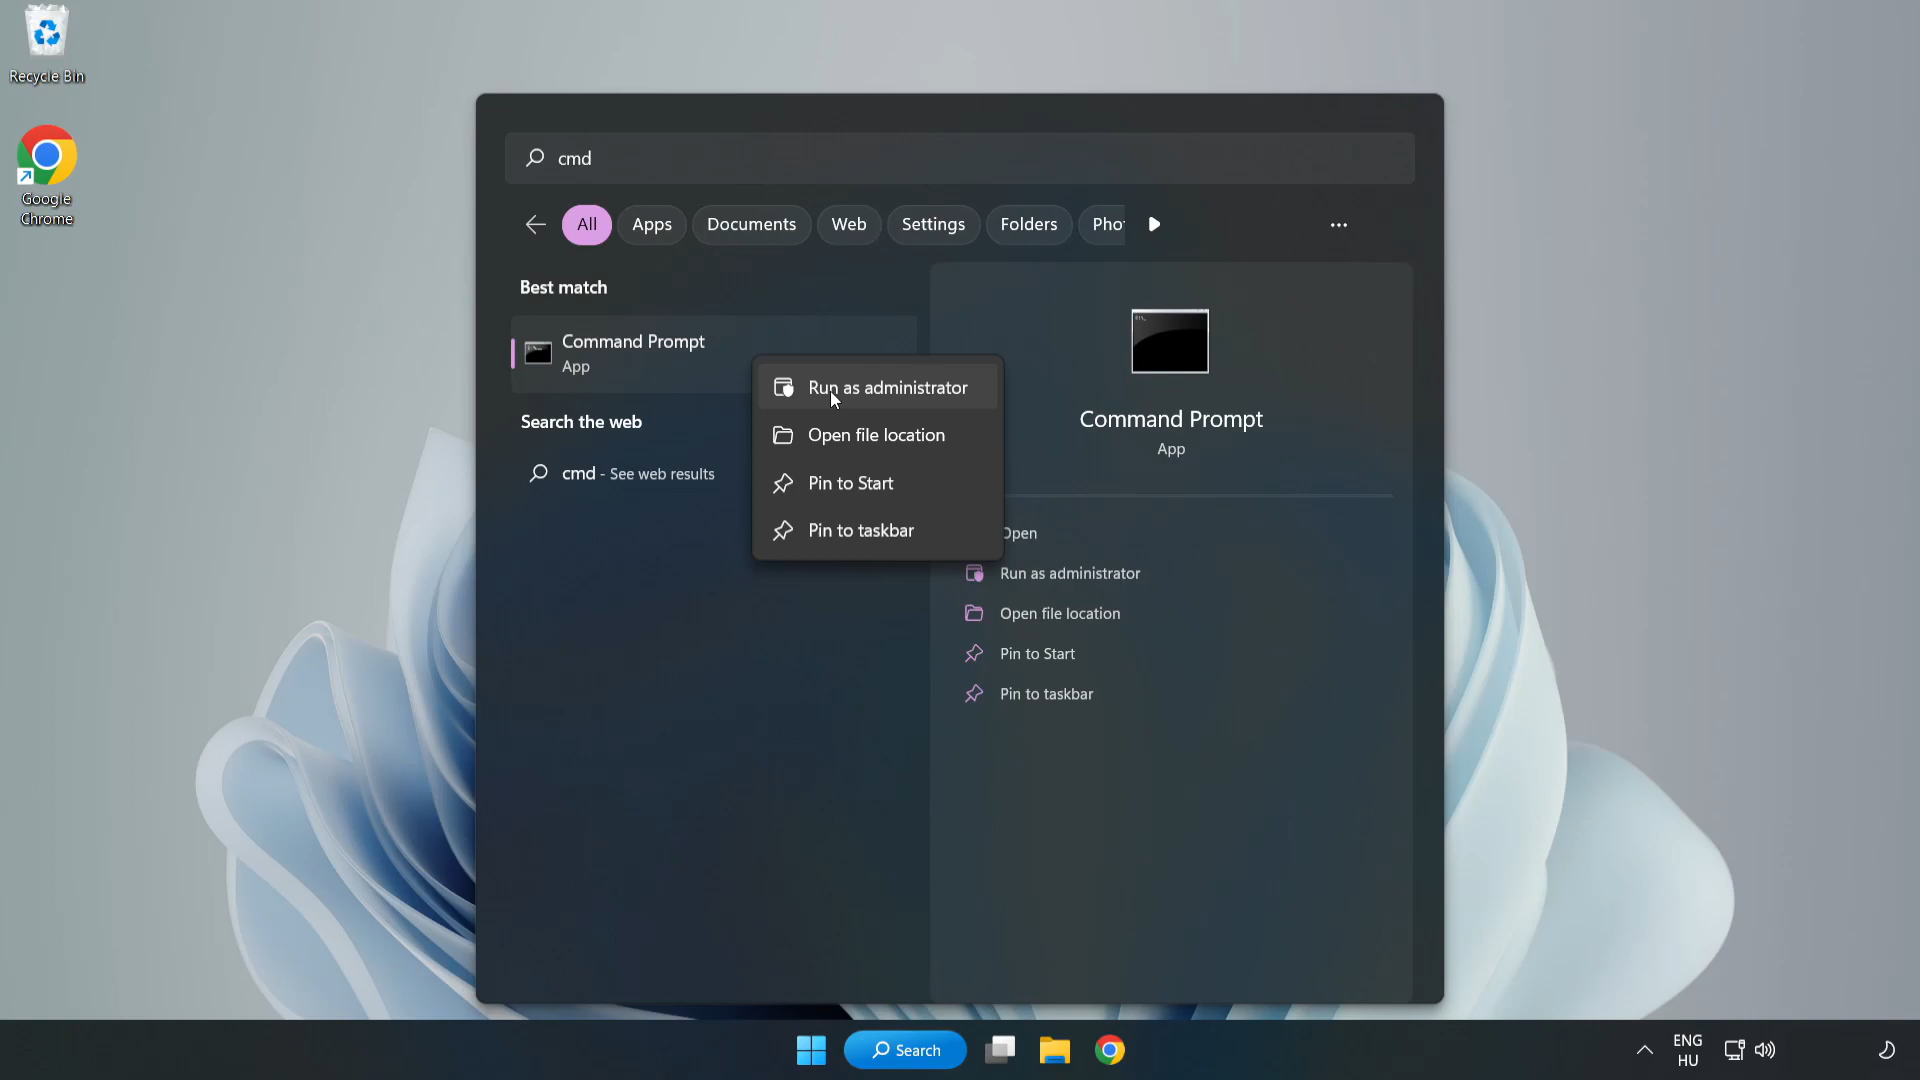 Recycle Bin
Google
Chrome
cmd
All
Apps
Documents
Web
Settings
Folders
Best match
Command Prompt
App
Search the web
cmd - See web results
Run as administrator
Open file location
Pin to Start
Pin to taskbar
Command Prompt
App
Open
Run as administrator
Open file location
Pin to Start
Pin to taskbar
Search
ENG
HU